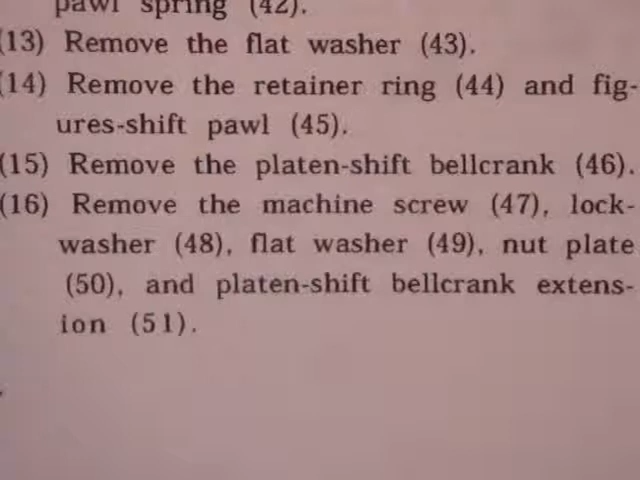 pawl spring (42).
(13) Remove the flat washer (43).
(14) Remove the retainer ring (44) and fig-
ures-shift pawl (45).
(15) Remove the platen-shift bellcrank (46).
(16) Remove the machine screw (47), lock-
washer (48), flat washer (49), nut plate
(50), and platen-shift bellcrank extens-
ion (51).